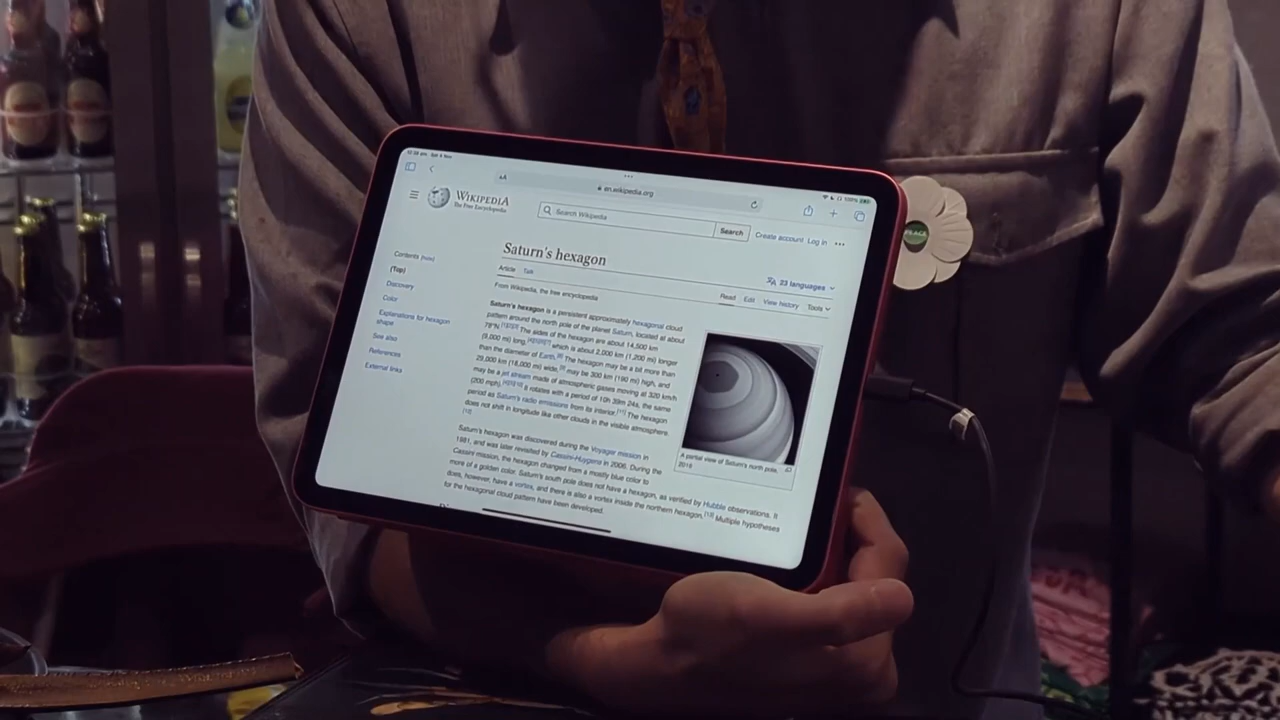 en.wikipedia.org
100%
WIKIPEDIA
The Free Encyclopedia
Search Wikipedia
Search
Create account Log in
Saturn's hexagon
23 languages
Article Talk
Read Edit View history Tools
From Wikipedia, the free encyclopedia
Contents [hide]
(Top)
Discovery
Color
Explanations for hexagon
shape
See also
References
External links
Saturn's hexagon is a persistent approximately hexagonal cloud
pattern around the north pole of the planet Saturn, located at about
78°N. The sides of the hexagon are about 14,500 km
(9,000 mi) long, which is about 2,000 km (1,200 mi) longer
than the diameter of Earth. The hexagon may be a bit more than
29,000 km (18,000 mi) wide, may be 300 km (190 mi) high, and
may be a jet stream made of atmospheric gases moving at 320 km/h
(200 mph). It rotates with a period of 10h 39m 24s, the same
period as Saturn's radio emissions from its interior.[11] The hexagon
does not shift in longitude like other clouds in the visible atmosphere.
[12]
A partial view of Saturn's north pole,
2016
Saturn's hexagon was discovered during the Voyager mission in
1981, and was later revisited by Cassini-Huygens in 2006. During the
Cassini mission, the hexagon changed from a mostly blue color to
more of a golden color. Saturn's south pole does not have a hexagon, as verified by Hubble observations. It
does, however, have a vortex, and there is also a vortex inside the northern hexagon.[13] Multiple hypotheses
for the hexagonal cloud pattern have been developed.
PEACE